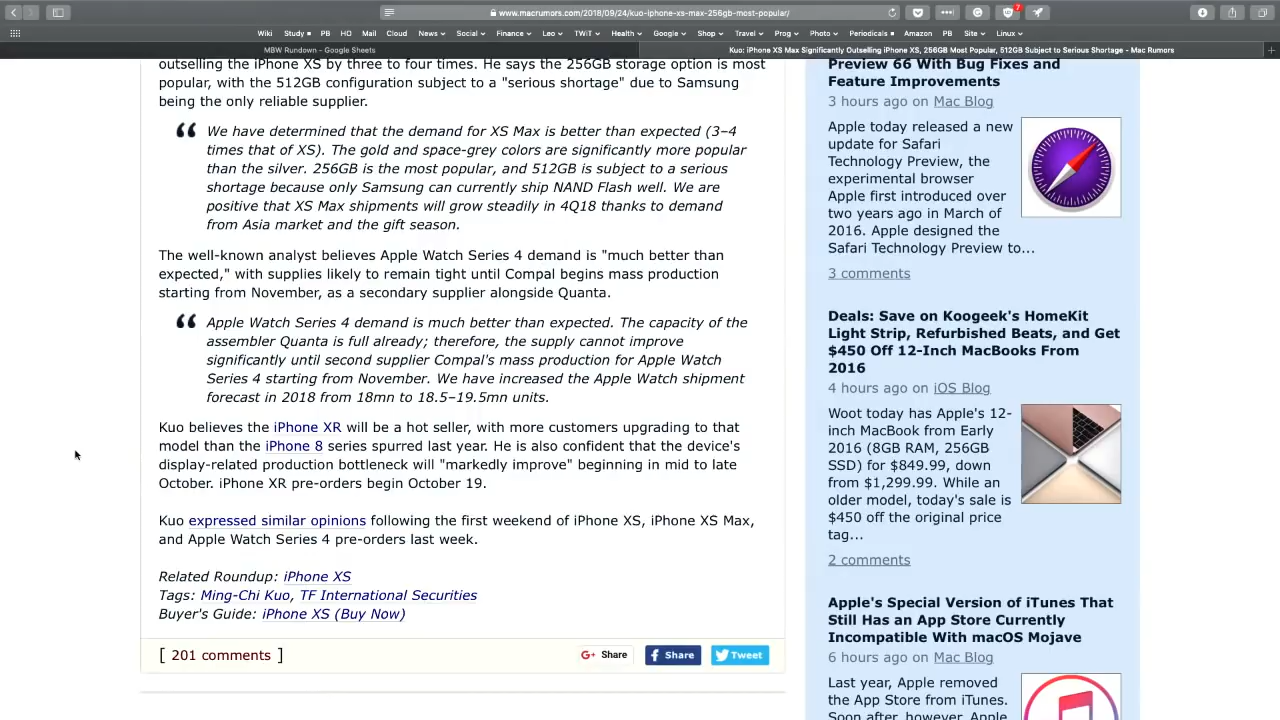 www.macrumors.com/2018/09/24/kuo-iphone-xs-max-256gb-most-popular/
7
Wiki Study PB HO Mail Cloud News Social Finance Leo TWiT Health Google Shop Travel Prog Photo Periodicals Amazon PB Site Linux
MBW Rundown – Google Sheets
Kuo: iPhone XS Max Significantly Outselling iPhone XS, 256GB Most Popular, 512GB Subject to Serious Shortage - Mac Rumors
outselling the iPhone XS by three to four times. He says the 256GB storage option is most
popular, with the 512GB configuration subject to a "serious shortage" due to Samsung
being the only reliable supplier.
We have determined that the demand for XS Max is better than expected (3–4
times that of XS). The gold and space-grey colors are significantly more popular
than the silver. 256GB is the most popular, and 512GB is subject to a serious
shortage because only Samsung can currently ship NAND Flash well. We are
positive that XS Max shipments will grow steadily in 4Q18 thanks to demand
from Asia market and the gift season.
The well-known analyst believes Apple Watch Series 4 demand is "much better than
expected," with supplies likely to remain tight until Compal begins mass production
starting from November, as a secondary supplier alongside Quanta.
Apple Watch Series 4 demand is much better than expected. The capacity of the
assembler Quanta is full already; therefore, the supply cannot improve
significantly until second supplier Compal's mass production for Apple Watch
Series 4 starting from November. We have increased the Apple Watch shipment
forecast in 2018 from 18mn to 18.5–19.5mn units.
Kuo believes the iPhone XR will be a hot seller, with more customers upgrading to that
model than the iPhone 8 series spurred last year. He is also confident that the device's
display-related production bottleneck will "markedly improve" beginning in mid to late
October. iPhone XR pre-orders begin October 19.
Kuo expressed similar opinions following the first weekend of iPhone XS, iPhone XS Max,
and Apple Watch Series 4 pre-orders last week.
Related Roundup: iPhone XS
Tags: Ming-Chi Kuo, TF International Securities
Buyer's Guide: iPhone XS (Buy Now)
[ 201 comments ]
G+ Share
f Share
Tweet
Preview 66 With Bug Fixes and
Feature Improvements
3 hours ago on Mac Blog
Apple today released a new
update for Safari
Technology Preview, the
experimental browser
Apple first introduced over
two years ago in March of
2016. Apple designed the
Safari Technology Preview to...
3 comments
Deals: Save on Koogeek's HomeKit
Light Strip, Refurbished Beats, and Get
$450 Off 12-Inch MacBooks From
2016
4 hours ago on iOS Blog
Woot today has Apple's 12-
inch MacBook from Early
2016 (8GB RAM, 256GB
SSD) for $849.99, down
from $1,299.99. While an
older model, today's sale is
$450 off the original price
tag...
2 comments
Apple's Special Version of iTunes That
Still Has an App Store Currently
Incompatible With macOS Mojave
6 hours ago on Mac Blog
Last year, Apple removed
the App Store from iTunes.
Soon after, however, Apple